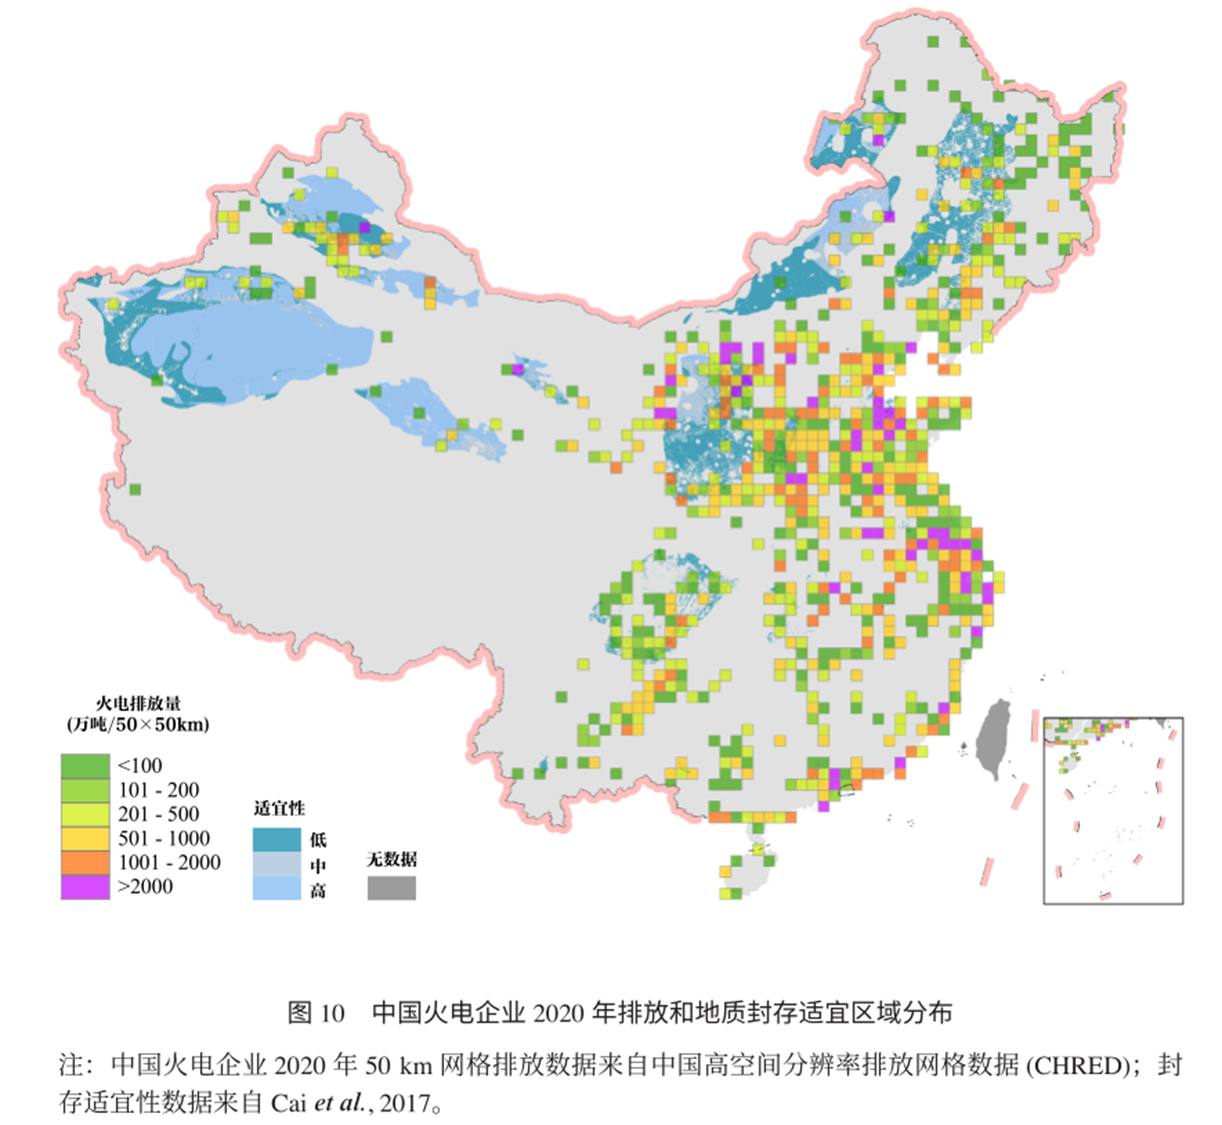 火电排放量
(万吨/50×50km)
<100
101 - 200
201 - 500
501 - 1000
1001 - 2000
>2000
适宜性
低
中
高
无数据
图 10 中国火电企业 2020 年排放和地质封存适宜区域分布
注：中国火电企业 2020 年 50 km 网格排放数据来自中国高空间分辨率排放网格数据 (CHRED)；封
存适宜性数据来自 Cai et al., 2017。